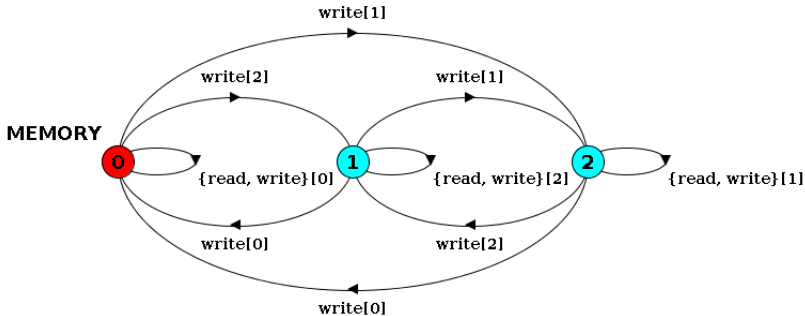 write[1]
write[2]
write[1]
MEMORY
0
1
2
{read, write}[0]
{read, write}[2]
{read, write}[1]
write[0]
write[2]
write[0]